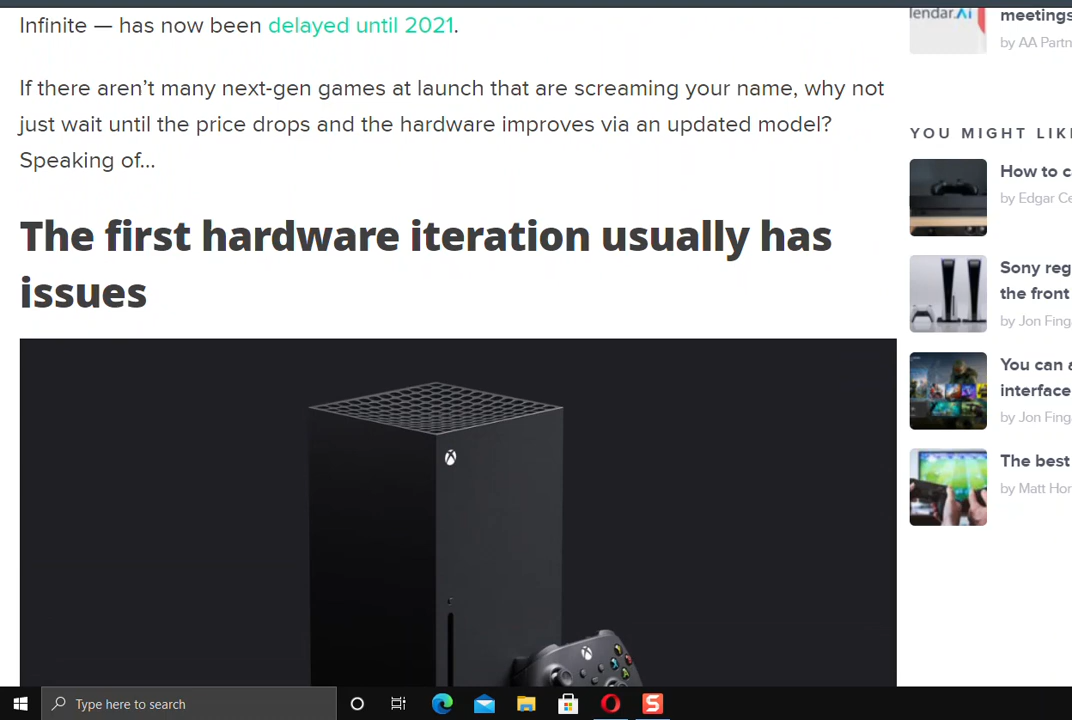 Infinite — has now been delayed until 2021.
If there aren't many next-gen games at launch that are screaming your name, why not
just wait until the price drops and the hardware improves via an updated model?
Speaking of...
The first hardware iteration usually has
issues
lendar.Ai
meetings
by AA Partn
YOU MIGHT LIK
How to c
by Edgar Ce
Sony reg
the front
by Jon Fing
You can a
interface
by Jon Fing
The best
by Matt Hor
Type here to search